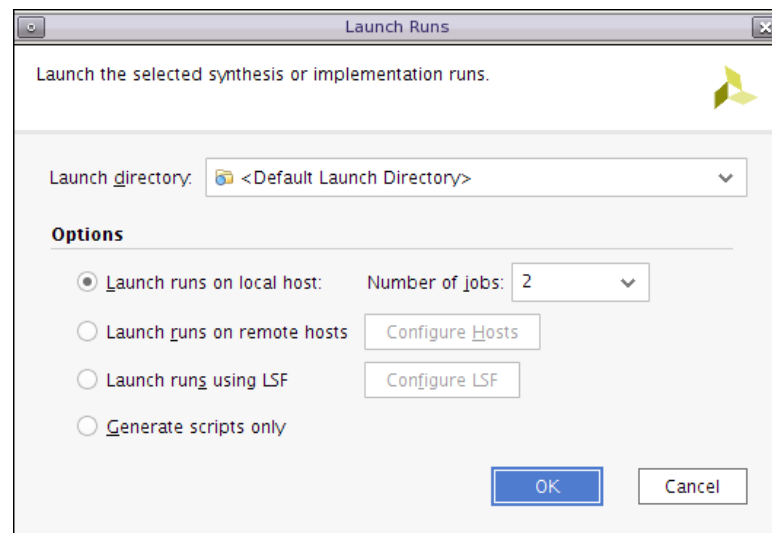 Launch Runs
Launch the selected synthesis or implementation runs.
Launch directory: <Default Launch Directory>
Options
Launch runs on local host: Number of jobs: 2
Launch runs on remote hosts Configure Hosts
Launch runs using LSF Configure LSF
Generate scripts only
OK Cancel